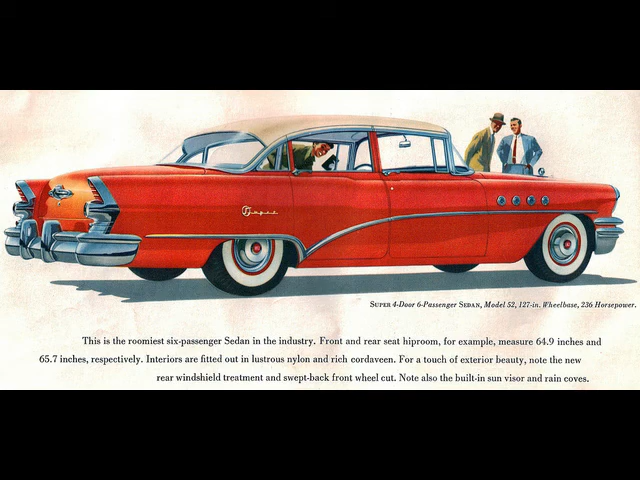 Super
SUPER 4-Door 6-Passenger SEDAN, Model 52, 127-in. Wheelbase, 236 Horsepower.
This is the roomiest six-passenger Sedan in the industry. Front and rear seat hiproom, for example, measure 64.9 inches and
65.7 inches, respectively. Interiors are fitted out in lustrous nylon and rich cordaveen. For a touch of exterior beauty, note the new
rear windshield treatment and swept-back front wheel cut. Note also the built-in sun visor and rain coves.